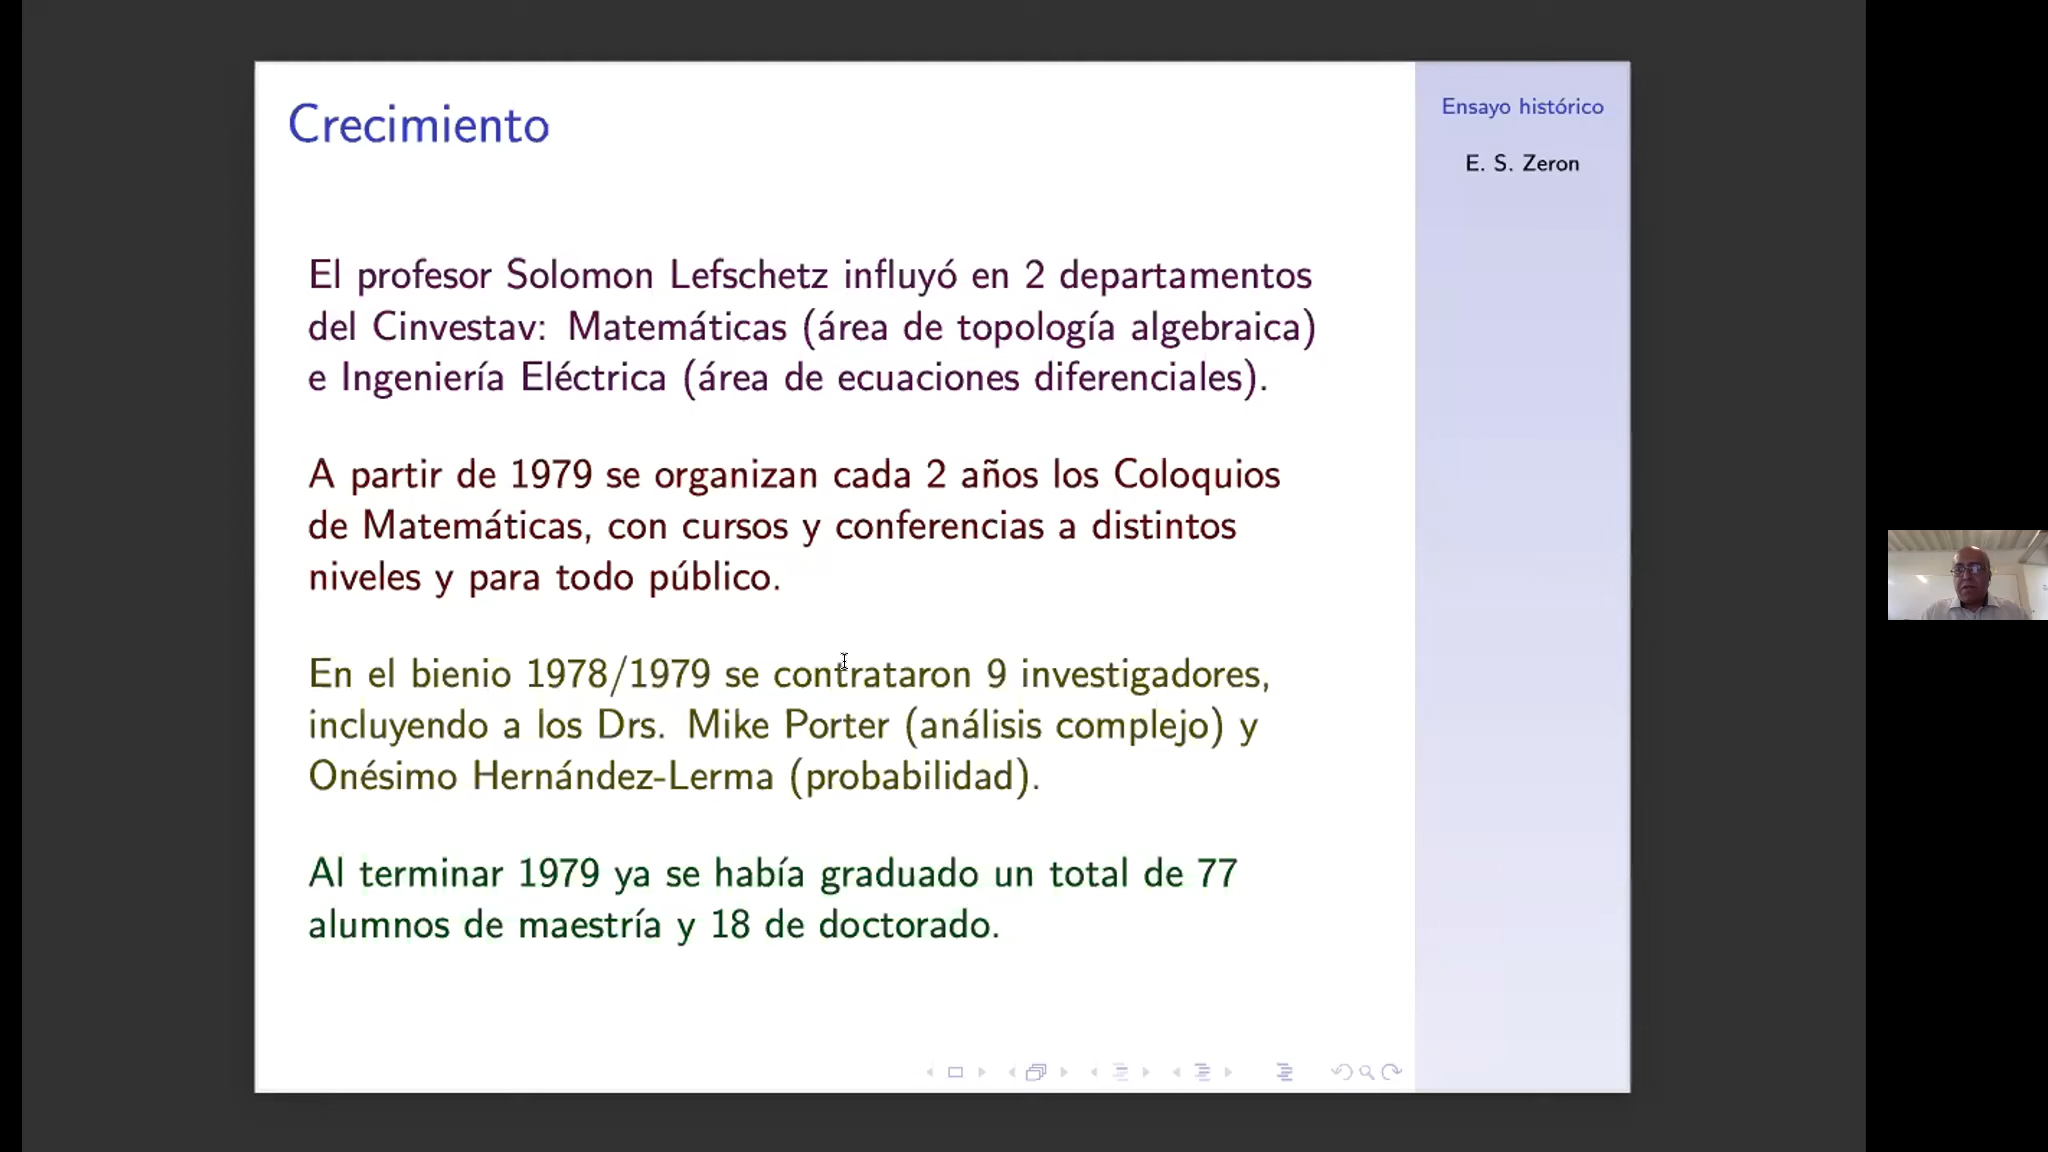 Crecimiento
El profesor Solomon Lefschetz influyó en 2 departamentos
del Cinvestav: Matemáticas (área de topología algebraica)
e Ingeniería Eléctrica (área de ecuaciones diferenciales).
A partir de 1979 se organizan cada 2 años los Coloquios
de Matemáticas, con cursos y conferencias a distintos
niveles y para todo público.
En el bienio 1978/1979 se contrataron 9 investigadores,
incluyendo a los Drs. Mike Porter (análisis complejo) y
Onésimo Hernández-Lerma (probabilidad).
Al terminar 1979 ya se había graduado un total de 77
alumnos de maestría y 18 de doctorado.
Ensayo histórico
E. S. Zeron